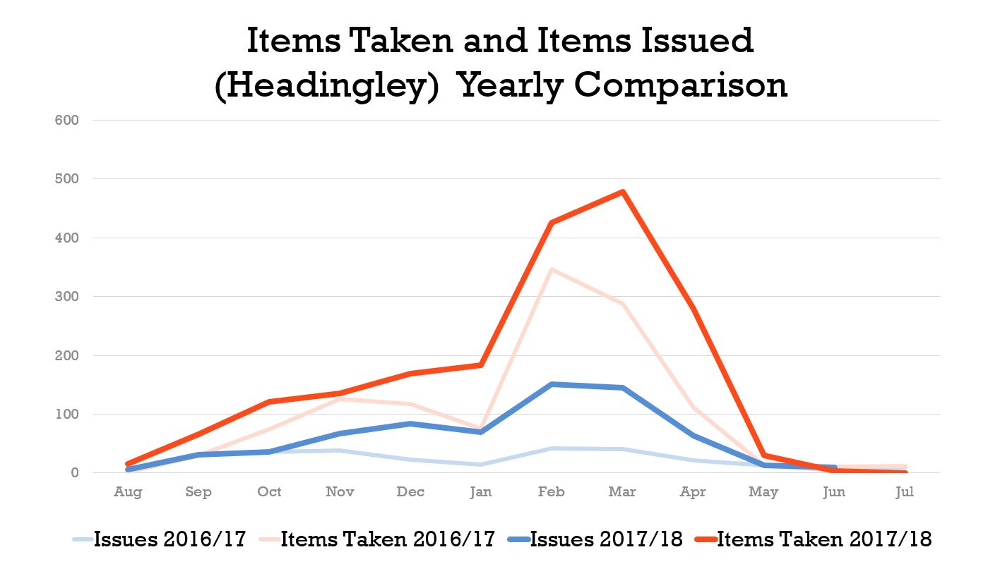 Items Taken and Items Issued
(Headingley) Yearly Comparison
600
500
400
300
200
100
0
Aug Sep Oct Nov Dec Jan Feb Mar Apr May Jun Jul
Issues 2016/17 Items Taken 2016/17 Issues 2017/18 Items Taken 2017/18